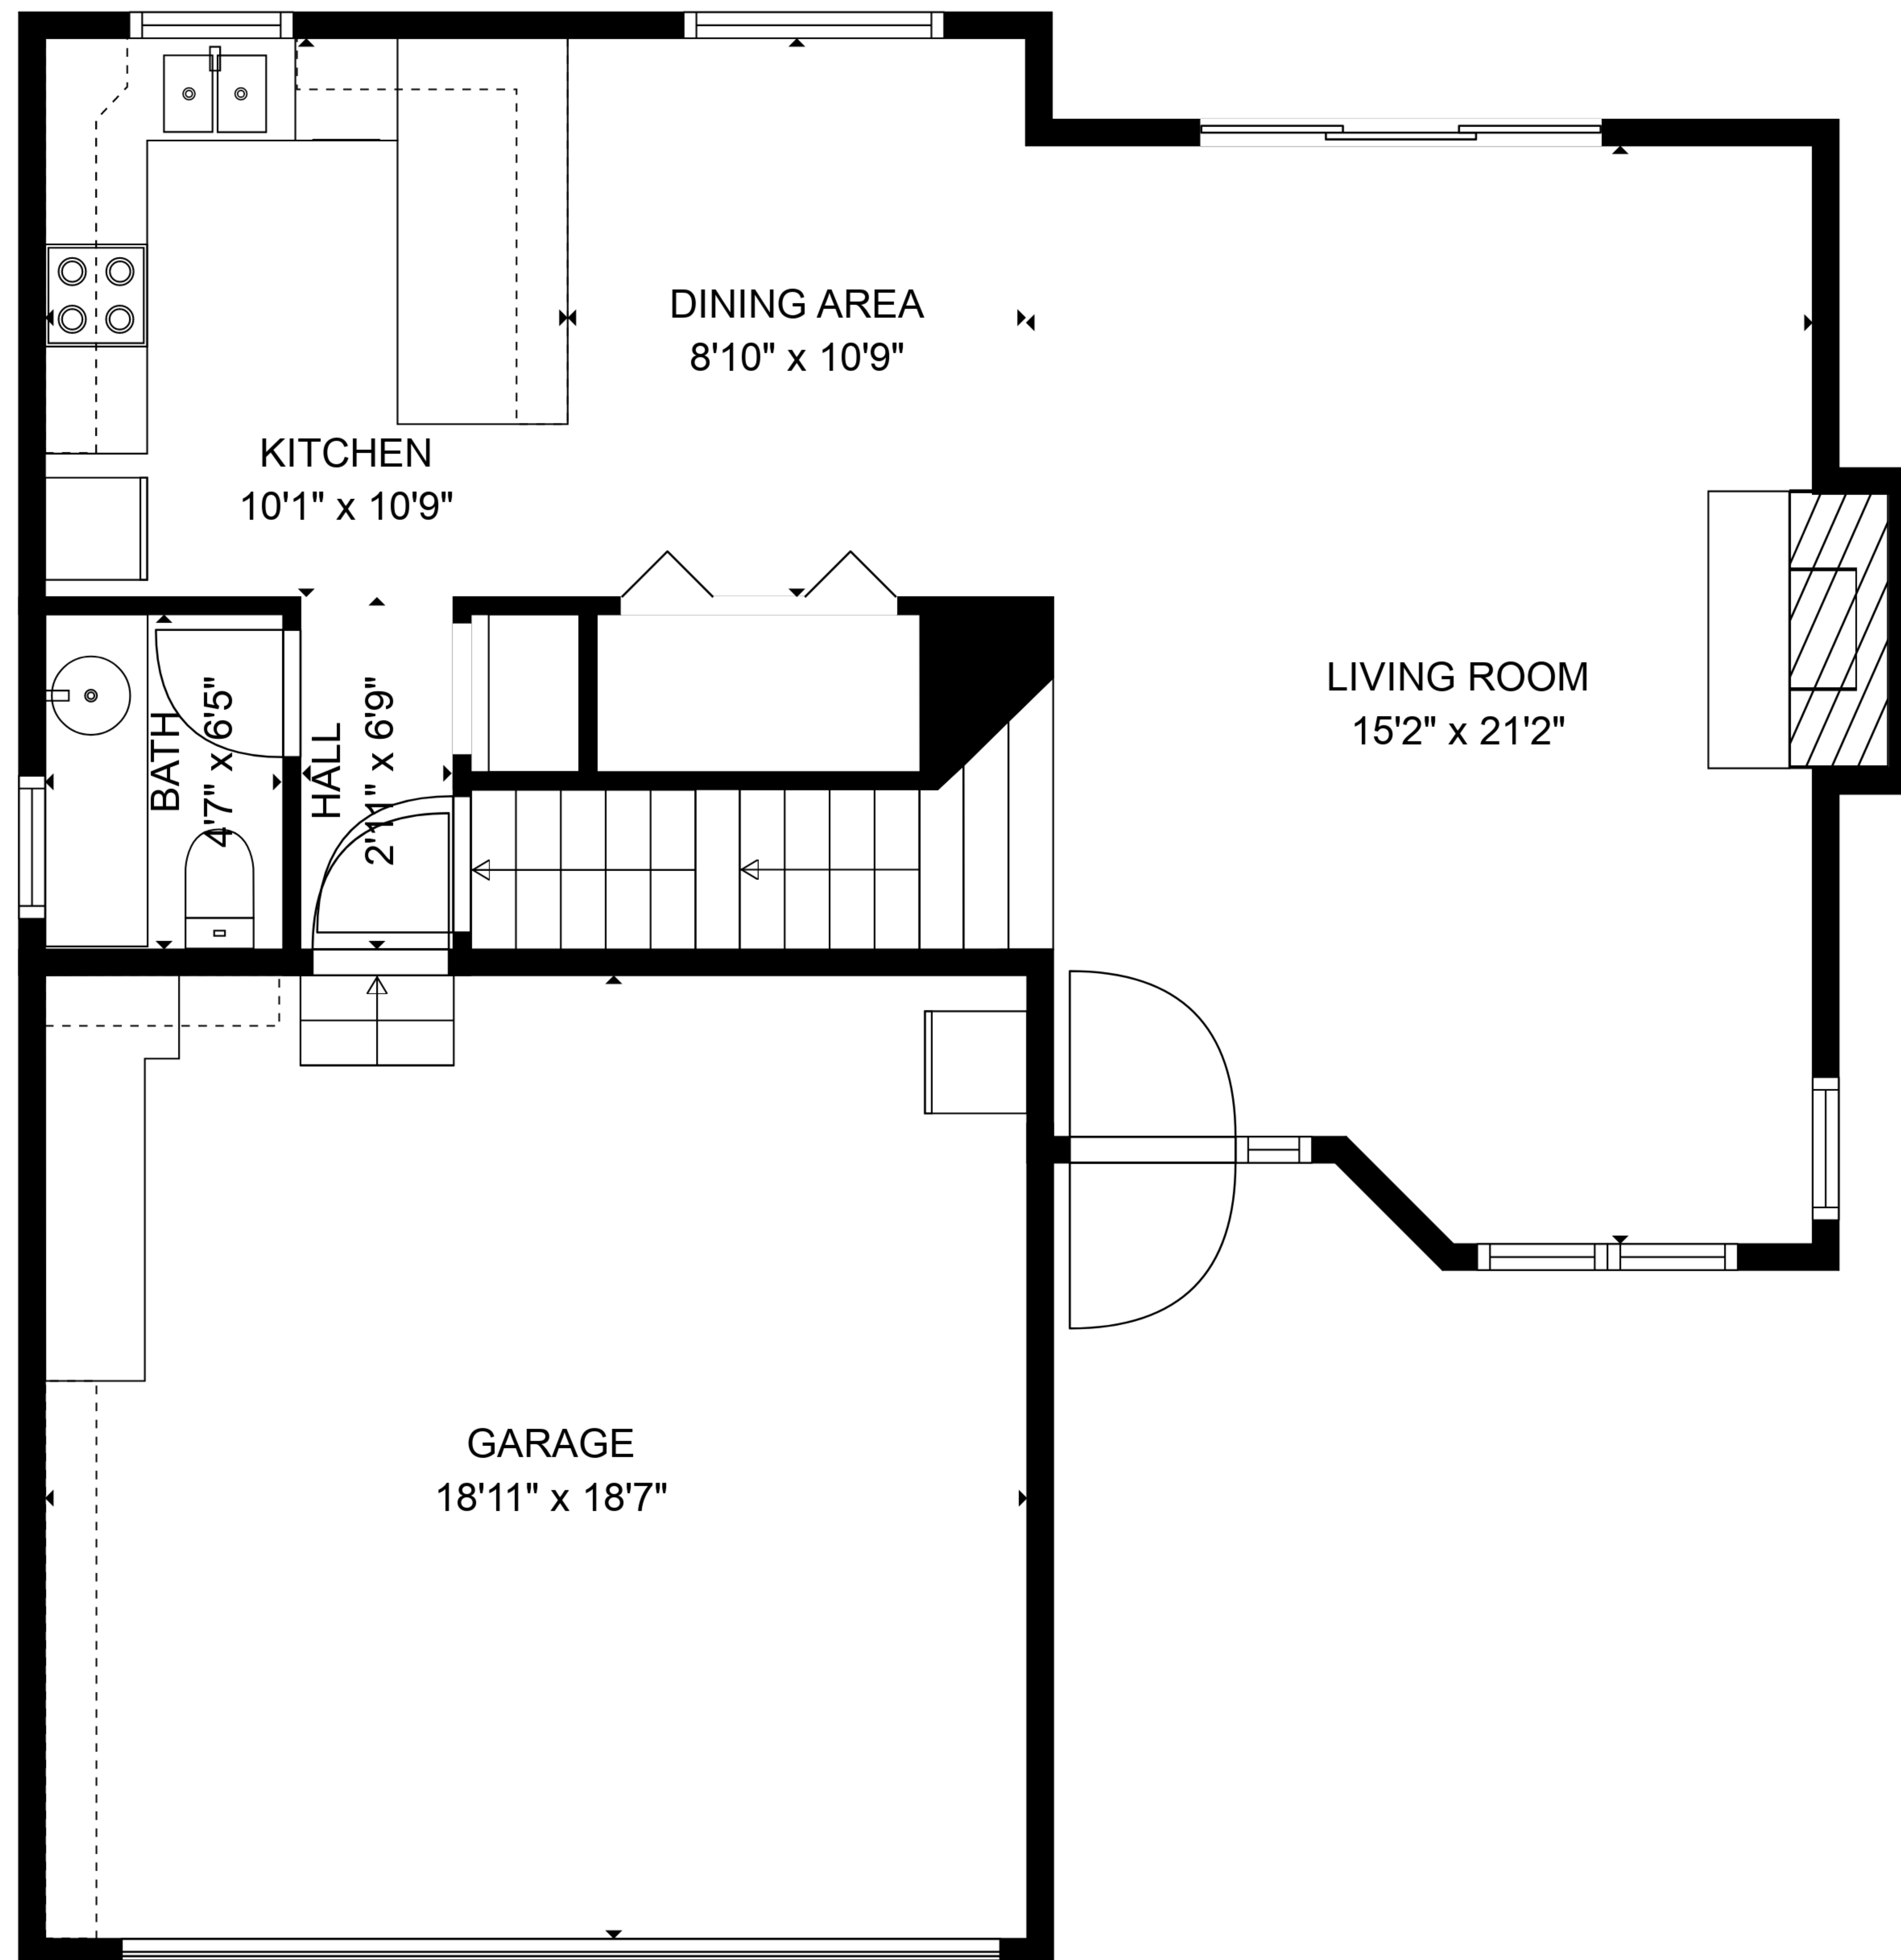 DINING AREA
8'10" x 10'9"
KITCHEN
10'1" x 10'9"
LIVING ROOM
15'2" x 21'2"
BATH
4'7" x 6'5"
HALL
2'11" x 6'9"
GARAGE
18'11" x 18'7"